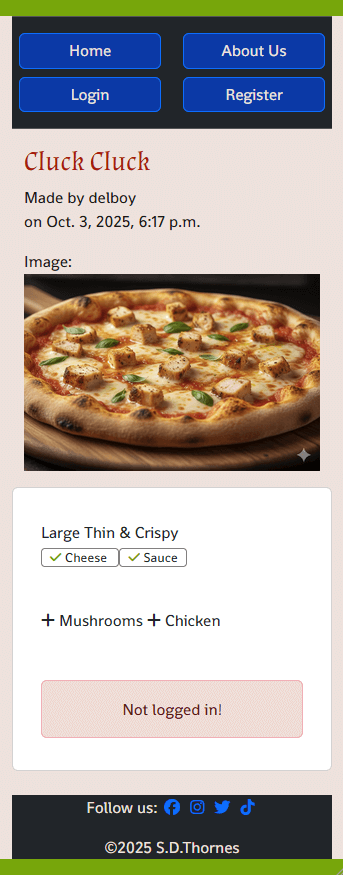 Home
About Us
Login
Register
Cluck Cluck
Made by delboy
on Oct. 3, 2025, 6:17 p.m.
Image:
Large Thin & Crispy
Cheese Sauce
Mushrooms Chicken
Not logged in!
Follow us:
©2025 S.D.Thornes